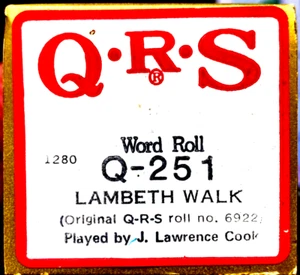 Q·R·S
®
Word Roll
1280
Q-251
LAMBETH WALK
(Original Q-R-S roll no. 6922)
Played by J. Lawrence Cook